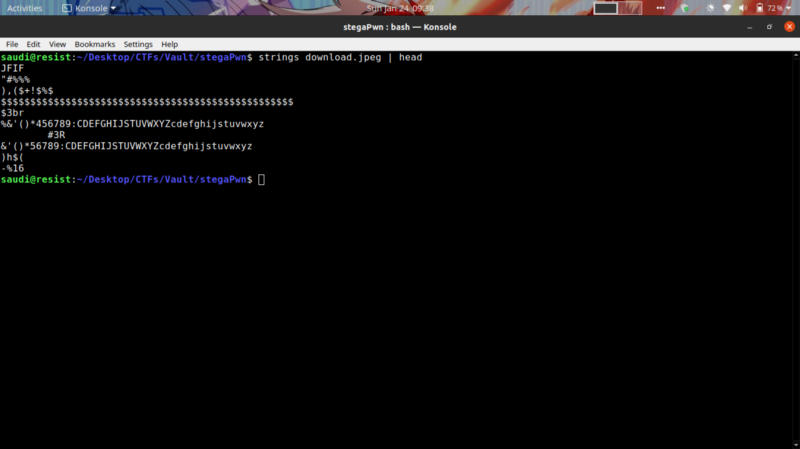 Activities Konsole Sun Jan 24 09:38 72%
stegaPwn : bash — Konsole
File Edit View Bookmarks Settings Help
saudi@resist:~/Desktop/CTFs/Vault/stegaPwn$ strings download.jpeg | head
JFIF
"#%%%
),($+!$%$
$$$$$$$$$$$$$$$$$$$$$$$$$$$$$$$$$$$$$$$$$$$$$$$$$$
$3br
%&'()*456789:CDEFGHIJSTUVWXYZcdefghijstuvwxyz
#3R
&'()*56789:CDEFGHIJSTUVWXYZcdefghijstuvwxyz
)h$(
-%16
saudi@resist:~/Desktop/CTFs/Vault/stegaPwn$